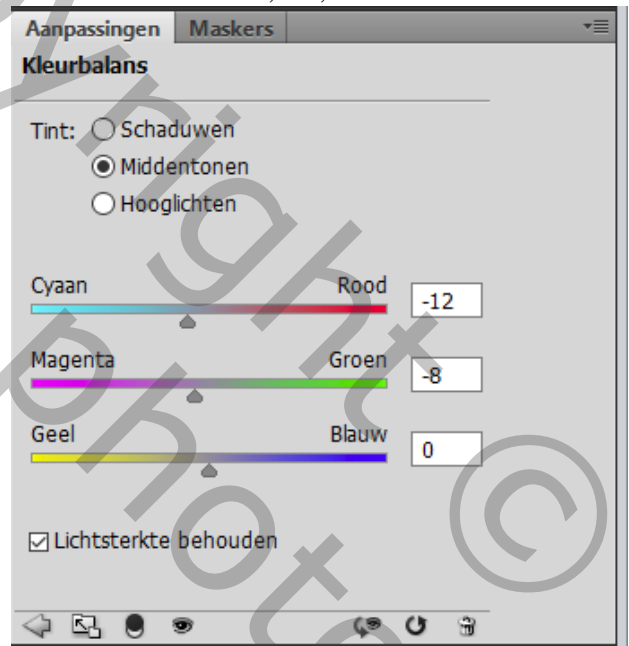 Aanpassingen Maskers
Kleurbalans
Tint: Schaduwen
Middentonen
Hooglichten
Cyaan Rood -12
Magenta Groen -8
Geel Blauw 0
Lichtsterkte behouden